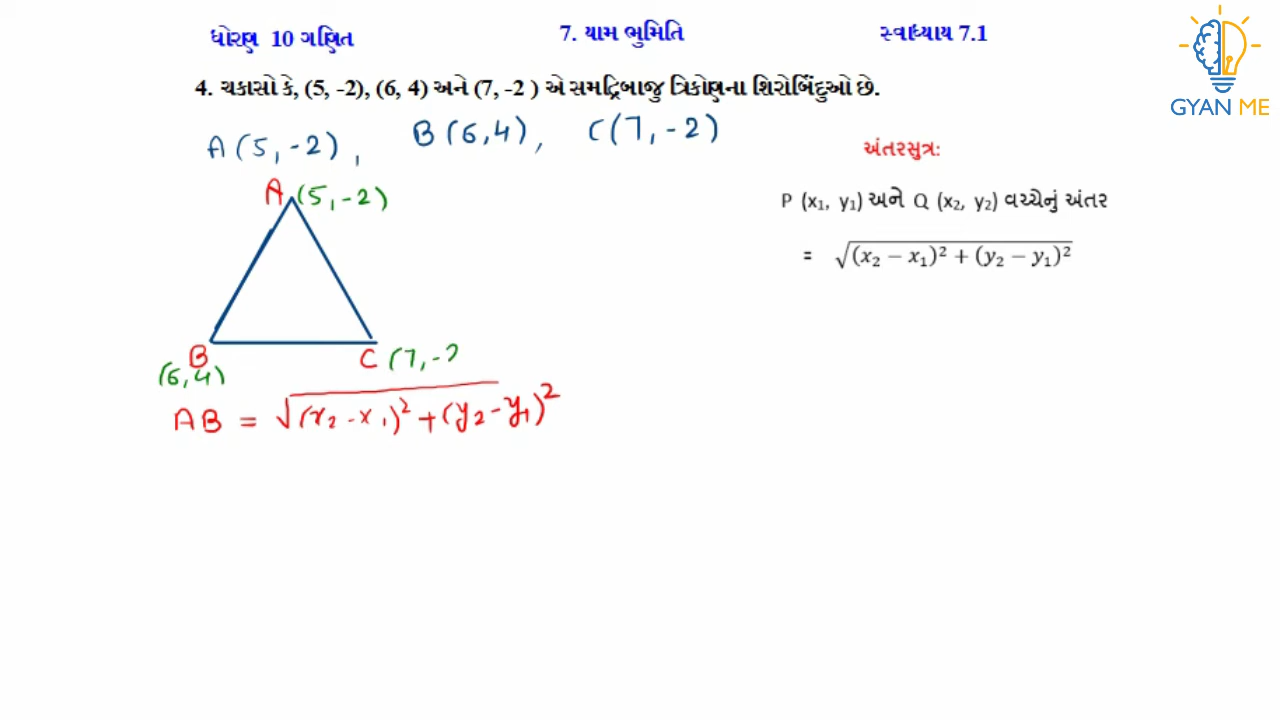 ધોરણ 10 ગણિત 7. યામ ભુમિતિ સ્વાધ્યાય 7.1
GYAN ME
4. ચકાસો કે, (5, -2), (6, 4) અને (7, -2 ) એ સમદ્વિબાજુ ત્રિકોણના શિરોબિંદુઓ છે.
A (5, -2), B (6,4), C(7, -2)
અંતરસુત્ર:
A (5, -2)
P (x₁, y₁) અને Q (x₂, y₂) વચ્ચેનું અંતર
= √(x₂ − x₁)² + (y₂ − y₁)²
B C (7, -2
(6,4)
AB = √(x₂ - x₁)² + (y₂ - y₁)²